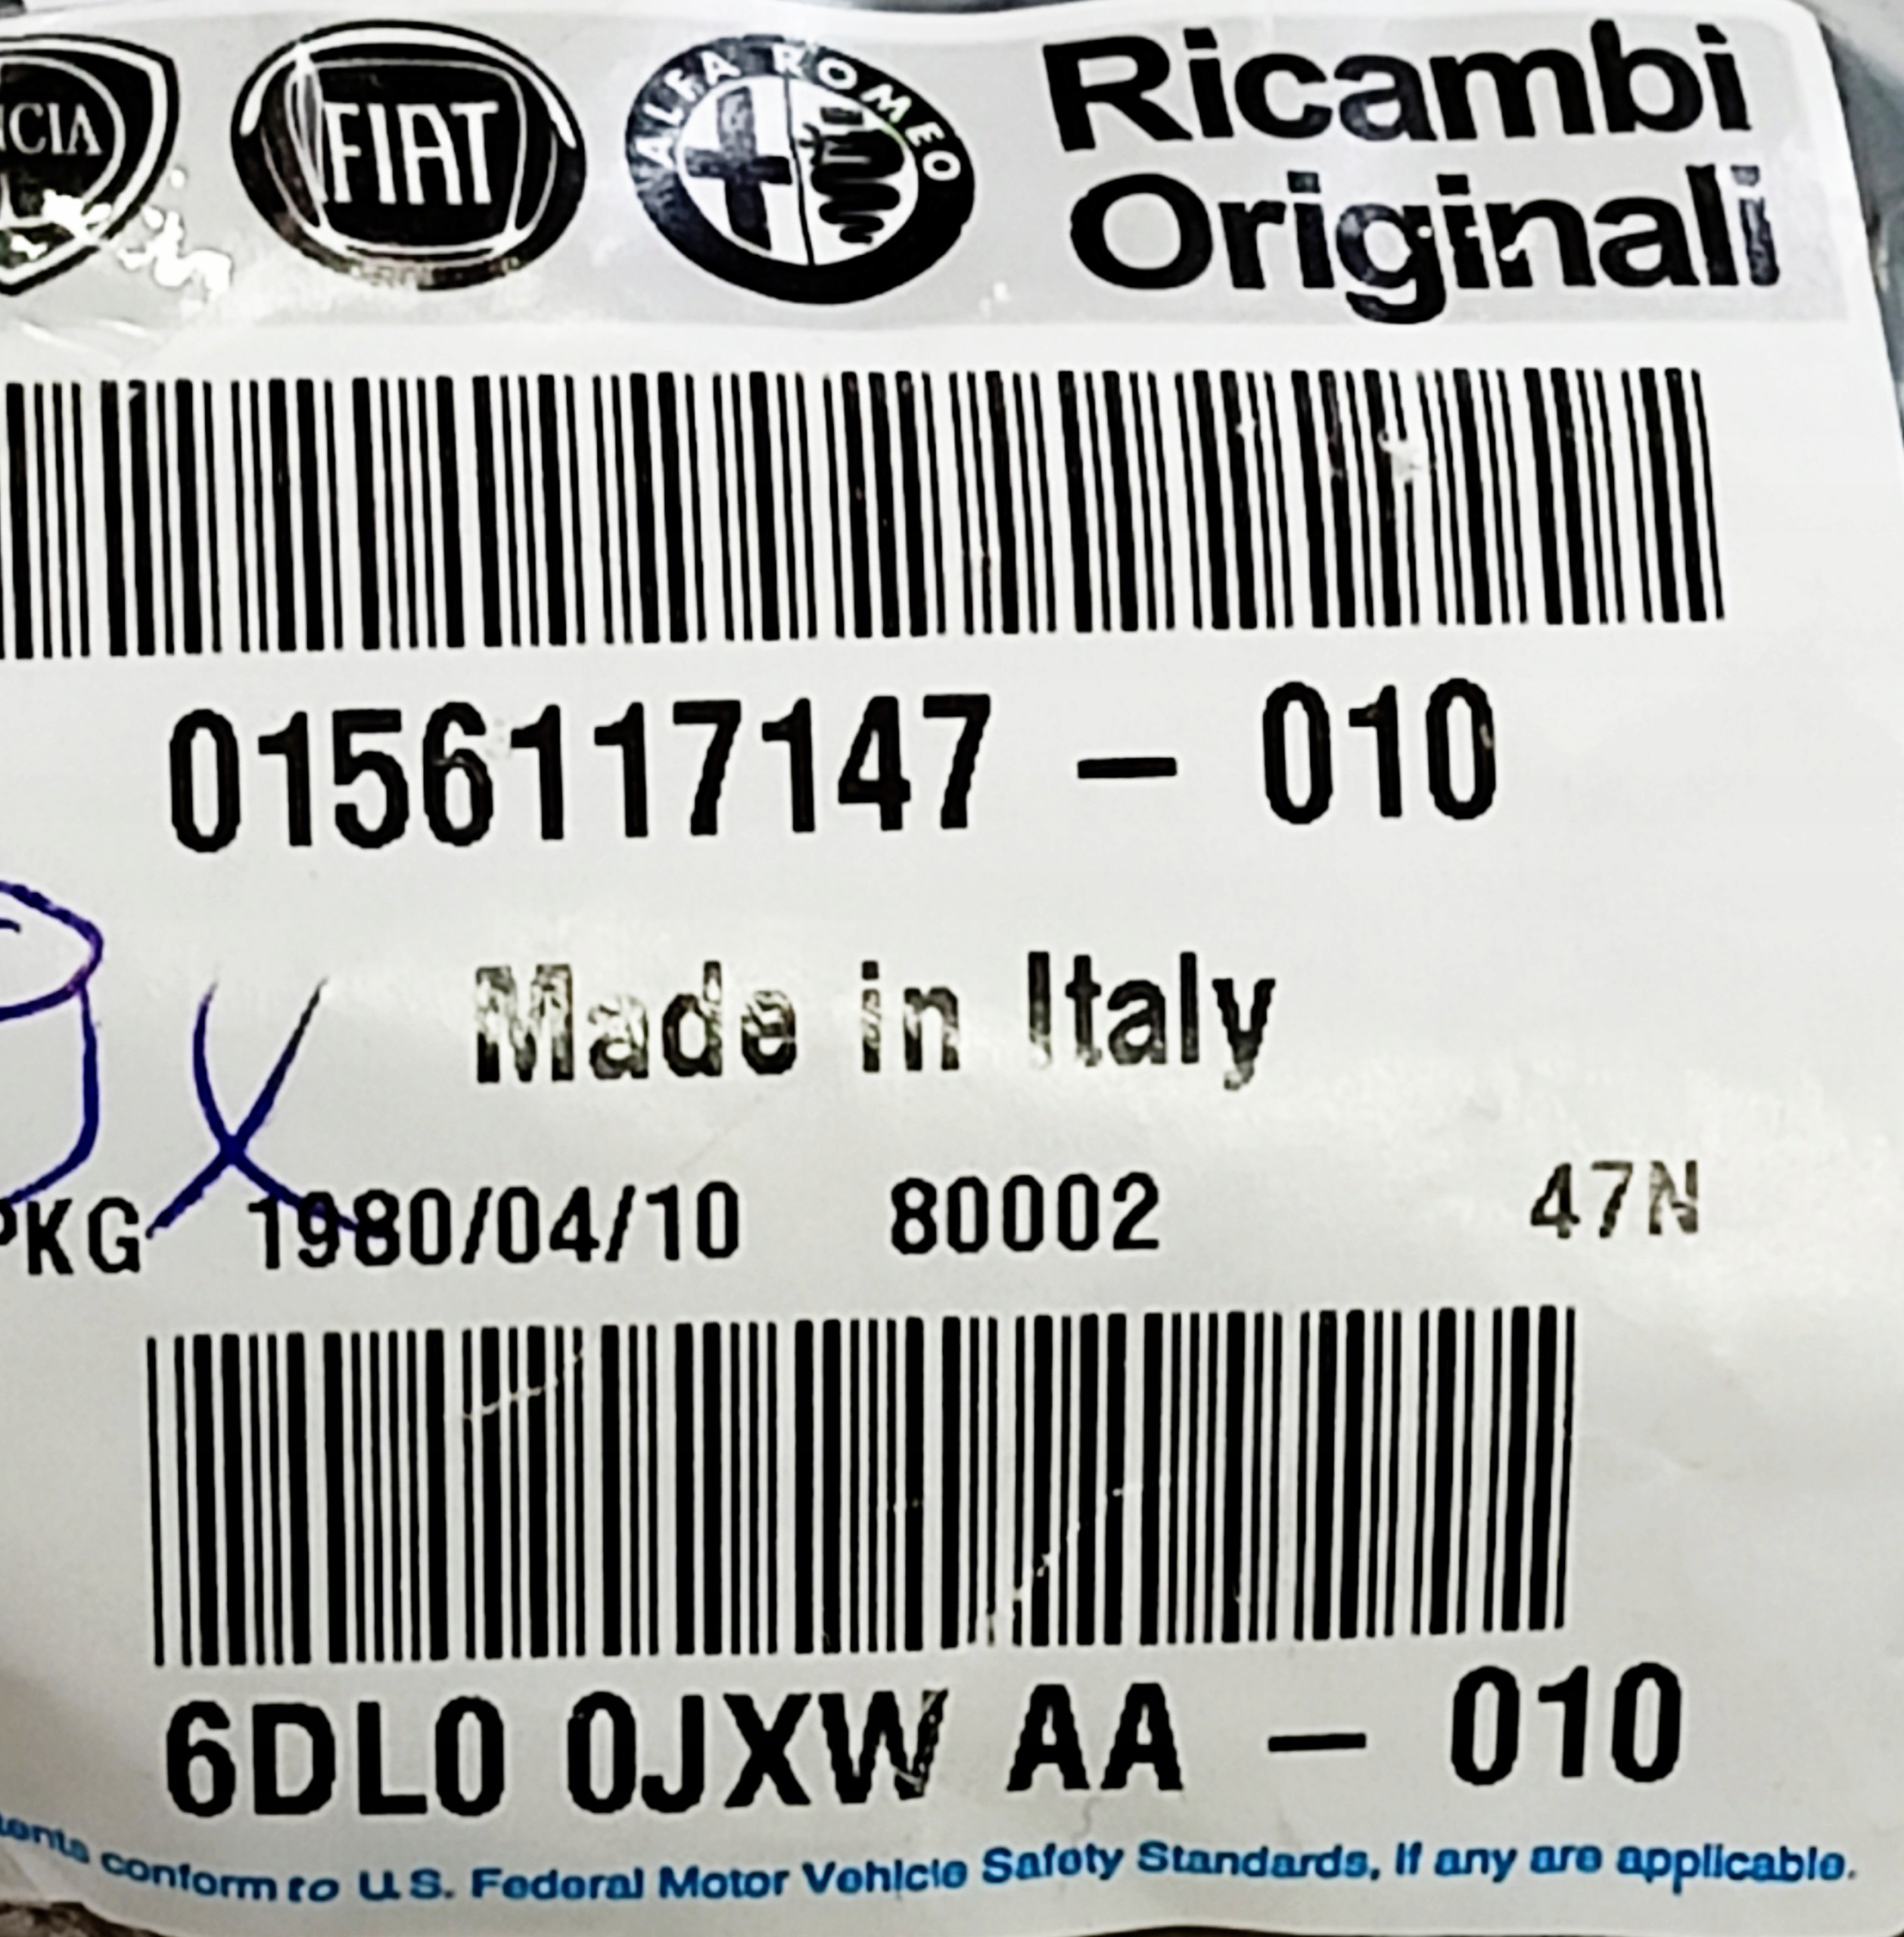 FIAT
ALFA ROMEO
Ricambi
Originali
0156117147 – 010
Made in Italy
PKG 1980/04/10 80002 47N
6DL0 0JXW AA – 010
conform to U.S. Federal Motor Vehicle Safety Standards, if any are applicable.